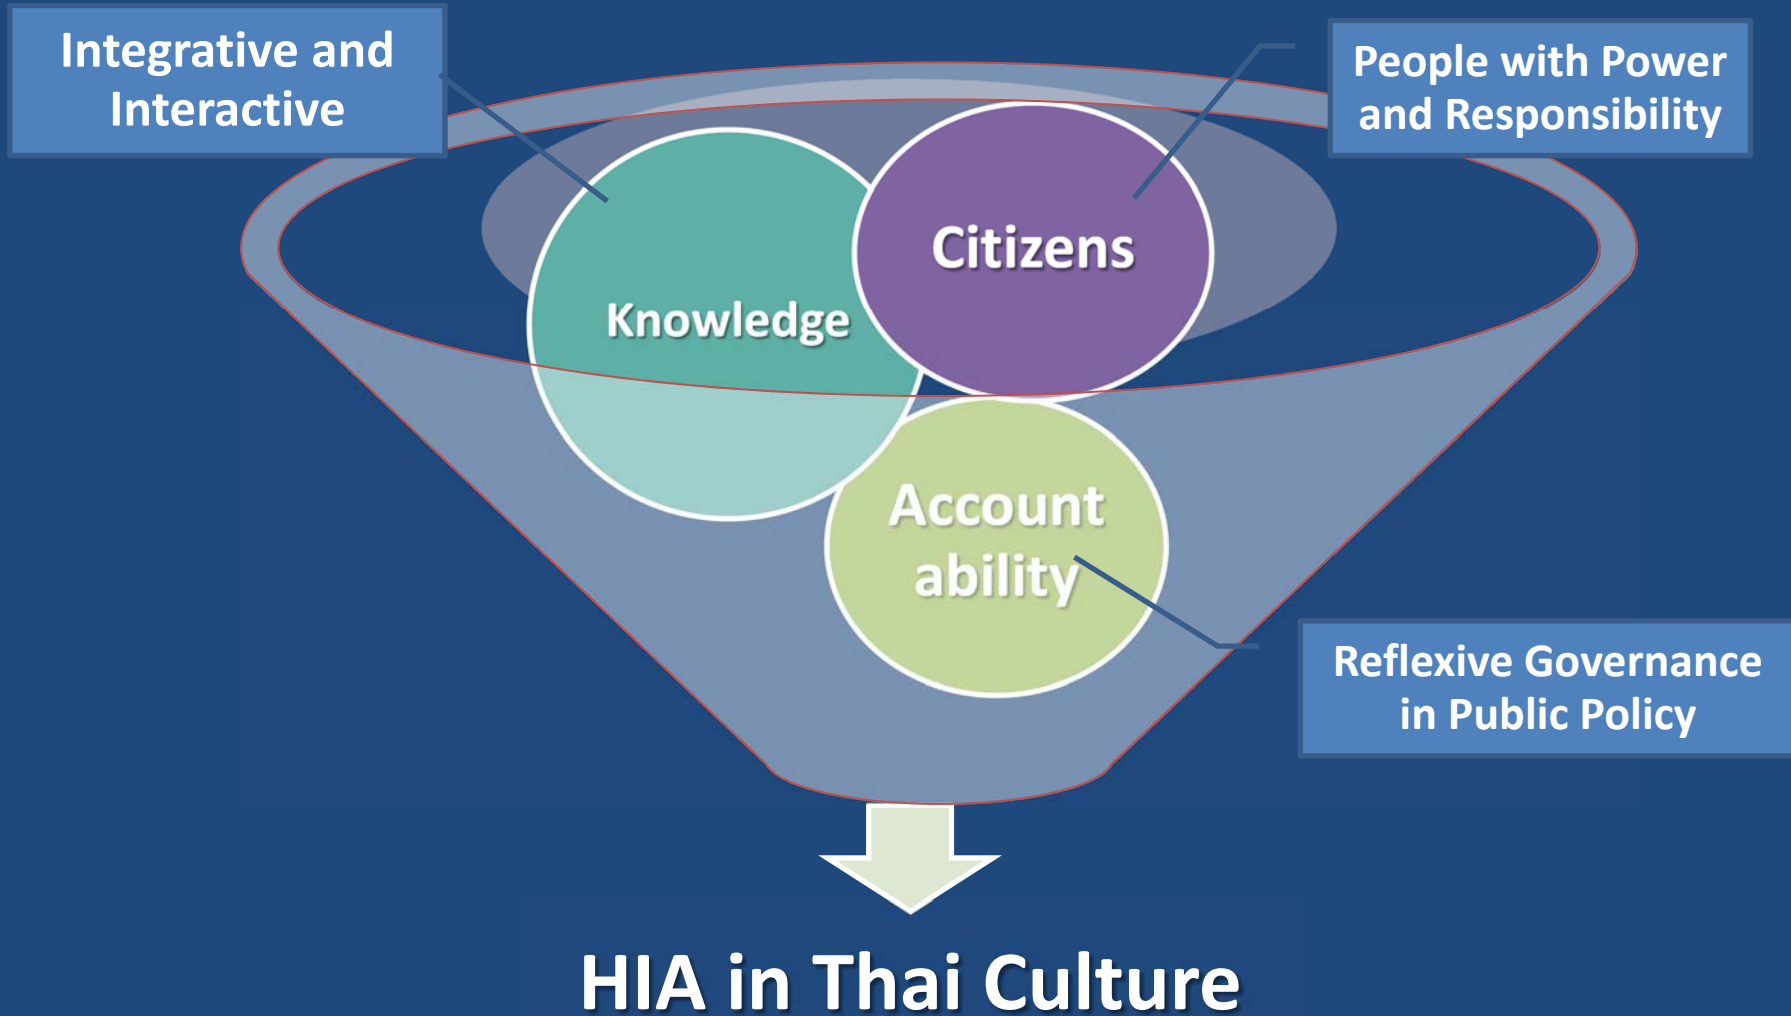 Integrative and
Interactive
People with Power
and Responsibility
Citizens
Knowledge
Account
ability
Reflexive Governance
in Public Policy
HIA in Thai Culture